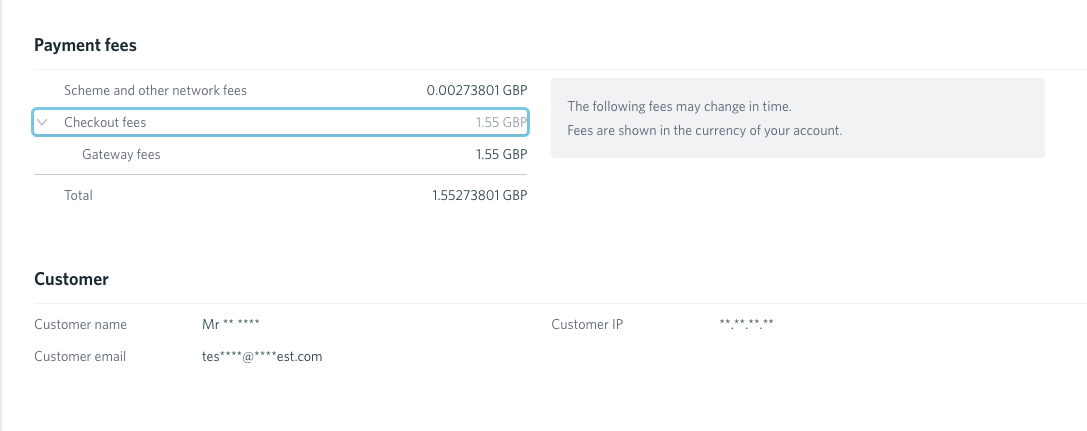 Payment fees
Scheme and other network fees 0.00273801 GBP
Checkout fees 1.55 GBP
Gateway fees 1.55 GBP
Total 1.55273801 GBP
The following fees may change in time.
Fees are shown in the currency of your account.
Customer
Customer name Mr ** ****
Customer IP **.**.**.**
Customer email tes****@****est.com